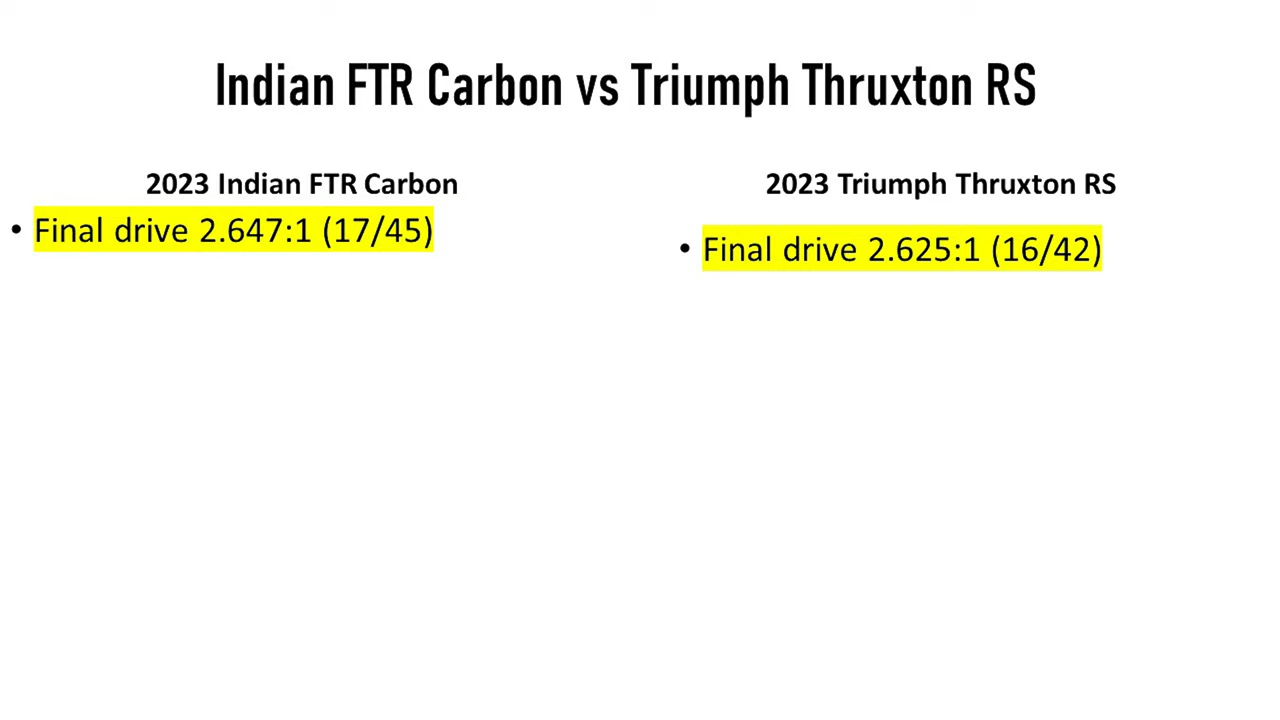 Indian FTR Carbon vs Triumph Thruxton RS
2023 Indian FTR Carbon
• Final drive 2.647:1 (17/45)
2023 Triumph Thruxton RS
• Final drive 2.625:1 (16/42)